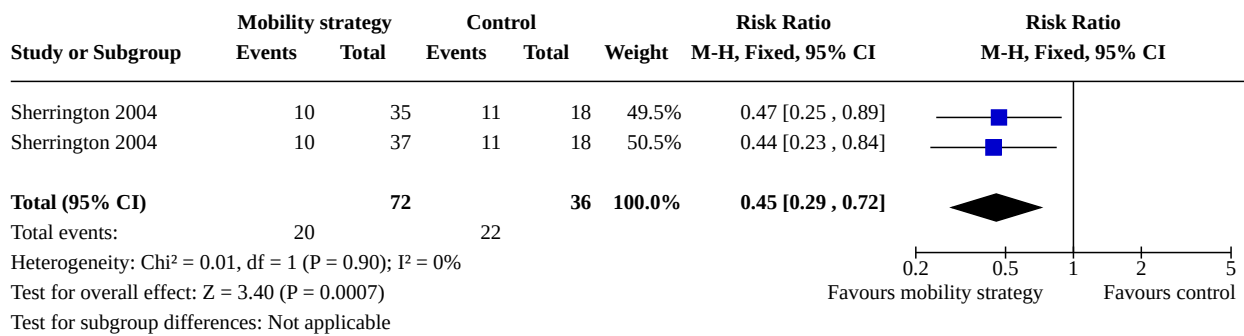 Mobility strategy Control Risk Ratio Risk Ratio
Study or Subgroup Events Total Events Total Weight M-H, Fixed, 95% CI M-H, Fixed, 95% CI
Sherrington 2004 10 35 11 18 49.5% 0.47 [0.25 , 0.89]
Sherrington 2004 10 37 11 18 50.5% 0.44 [0.23 , 0.84]
Total (95% CI) 72 36 100.0% 0.45 [0.29 , 0.72]
Total events: 20 22
Heterogeneity: Chi² = 0.01, df = 1 (P = 0.90); I² = 0%
0.2 0.5 1 2 5
Test for overall effect: Z = 3.40 (P = 0.0007) Favours mobility strategy Favours control
Test for subgroup differences: Not applicable